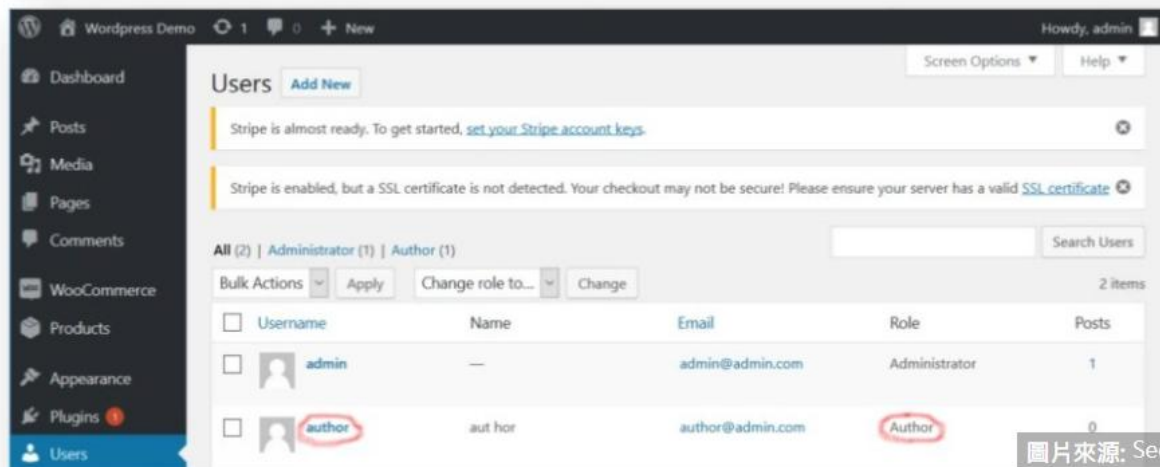 Wordpress Demo 1 0 + New Howdy, admin
Screen Options ▼ Help ▼
Dashboard
Users Add New
Posts
Stripe is almost ready. To get started, set your Stripe account keys.
Media
Stripe is enabled, but a SSL certificate is not detected. Your checkout may not be secure! Please ensure your server has a valid SSL certificate
Pages
Comments
All (2) | Administrator (1) | Author (1) Search Users
Bulk Actions Apply Change role to... Change 2 items
WooCommerce
Products
Username Name Email Role Posts
admin — admin@admin.com Administrator 1
Appearance
Plugins 1
author aut hor author@admin.com Author 0
Users
圖片來源: